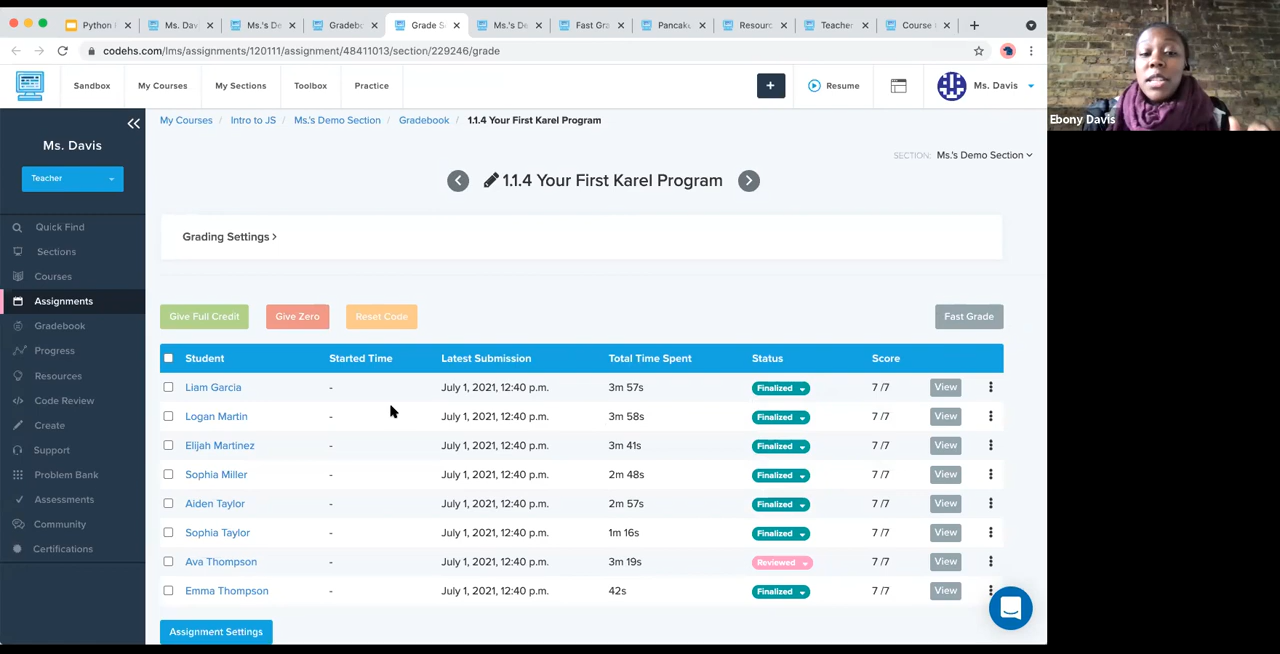 Python
Ms. Dav
Ms.'s De
Gradebo
Grade S
Ms.'s De
Fast Gra
Pancake
Resourc
Teacher
Course
codehs.com/lms/assignments/120111/assignment/48411013/section/229246/grade
Sandbox
My Courses
My Sections
Toolbox
Practice
+
Resume
Ms. Davis
Ebony Davis
Ms. Davis
Teacher
Quick Find
Sections
Courses
Assignments
Gradebook
Progress
Resources
Code Review
Create
Support
Problem Bank
Assessments
Community
Certifications
My Courses / Intro to JS / Ms.'s Demo Section / Gradebook / 1.1.4 Your First Karel Program
SECTION: Ms.'s Demo Section
1.1.4 Your First Karel Program
Grading Settings >
Give Full Credit Give Zero Reset Code Fast Grade
Student Started Time Latest Submission Total Time Spent Status Score
Liam Garcia - July 1, 2021, 12:40 p.m. 3m 57s Finalized 7 /7 View
Logan Martin - July 1, 2021, 12:40 p.m. 3m 58s Finalized 7 /7 View
Elijah Martinez - July 1, 2021, 12:40 p.m. 3m 41s Finalized 7 /7 View
Sophia Miller - July 1, 2021, 12:40 p.m. 2m 48s Finalized 7 /7 View
Aiden Taylor - July 1, 2021, 12:40 p.m. 2m 57s Finalized 7 /7 View
Sophia Taylor - July 1, 2021, 12:40 p.m. 1m 16s Finalized 7 /7 View
Ava Thompson - July 1, 2021, 12:40 p.m. 3m 19s Reviewed 7 /7 View
Emma Thompson - July 1, 2021, 12:40 p.m. 42s Finalized 7 /7 View
Assignment Settings